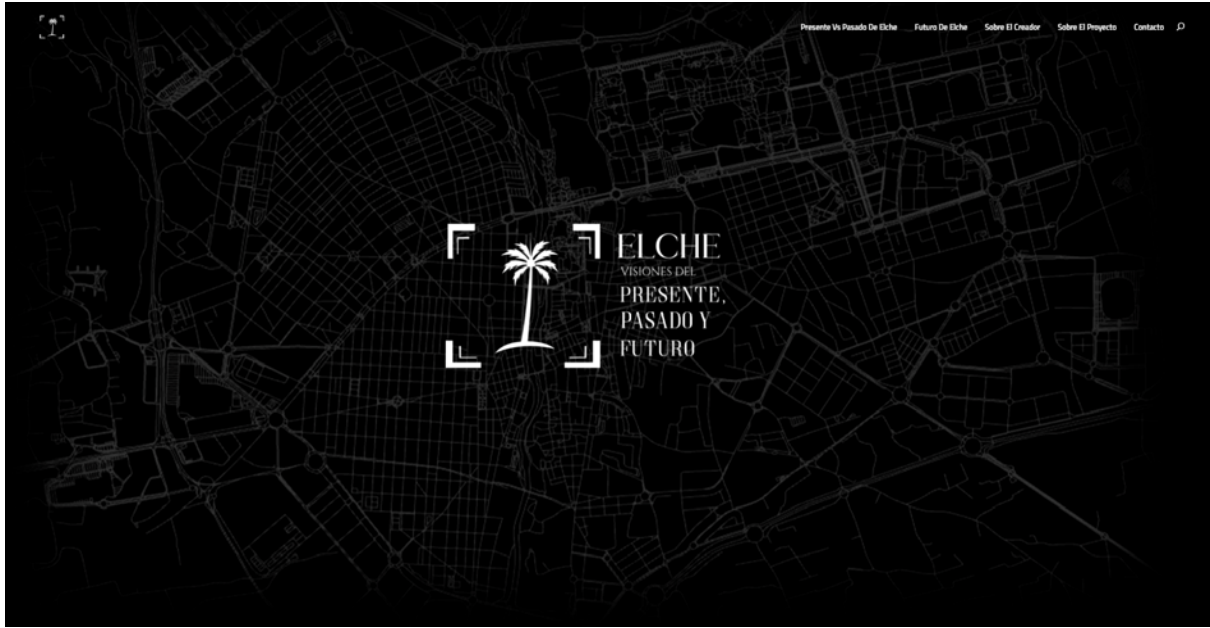 Presente Vs Pasado De Elche Futuro De Elche Sobre El Creador Sobre El Proyecto Contacto
ELCHE
VISIONES DEL
PRESENTE,
PASADO Y
FUTURO